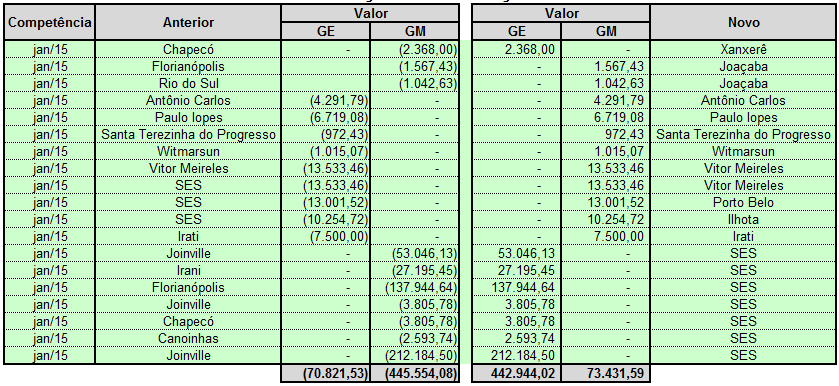 Competência Anterior Valor Valor Novo
GE GM GE GM
jan/15 Chapecó - (2.368,00) 2.368,00 - Xanxerê
jan/15 Florianópolis (1.567,43) - 1.567,43 Joaçaba
jan/15 Rio do Sul (1.042,63) - 1.042,63 Joaçaba
jan/15 Antônio Carlos (4.291,79) - - 4.291,79 Antônio Carlos
jan/15 Paulo lopes (6.719,08) - - 6.719,08 Paulo lopes
jan/15 Santa Terezinha do Progresso (972,43) - - 972,43 Santa Terezinha do Progresso
jan/15 Witmarsun (1.015,07) - - 1.015,07 Witmarsun
jan/15 Vitor Meireles (13.533,46) - - 13.533,46 Vitor Meireles
jan/15 SES (13.533,46) - - 13.533,46 Vitor Meireles
jan/15 SES (13.001,52) - - 13.001,52 Porto Belo
jan/15 SES (10.254,72) - - 10.254,72 Ilhota
jan/15 Irati (7.500,00) - - 7.500,00 Irati
jan/15 Joinville - (53.046,13) 53.046,13 - SES
jan/15 Irani - (27.195,45) 27.195,45 - SES
jan/15 Florianópolis - (137.944,64) 137.944,64 - SES
jan/15 Joinville - (3.805,78) 3.805,78 - SES
jan/15 Chapecó - (3.805,78) 3.805,78 - SES
jan/15 Canoinhas - (2.593,74) 2.593,74 - SES
jan/15 Joinville - (212.184,50) 212.184,50 - SES
(70.821,53) (445.554,08) 442.944,02 73.431,59